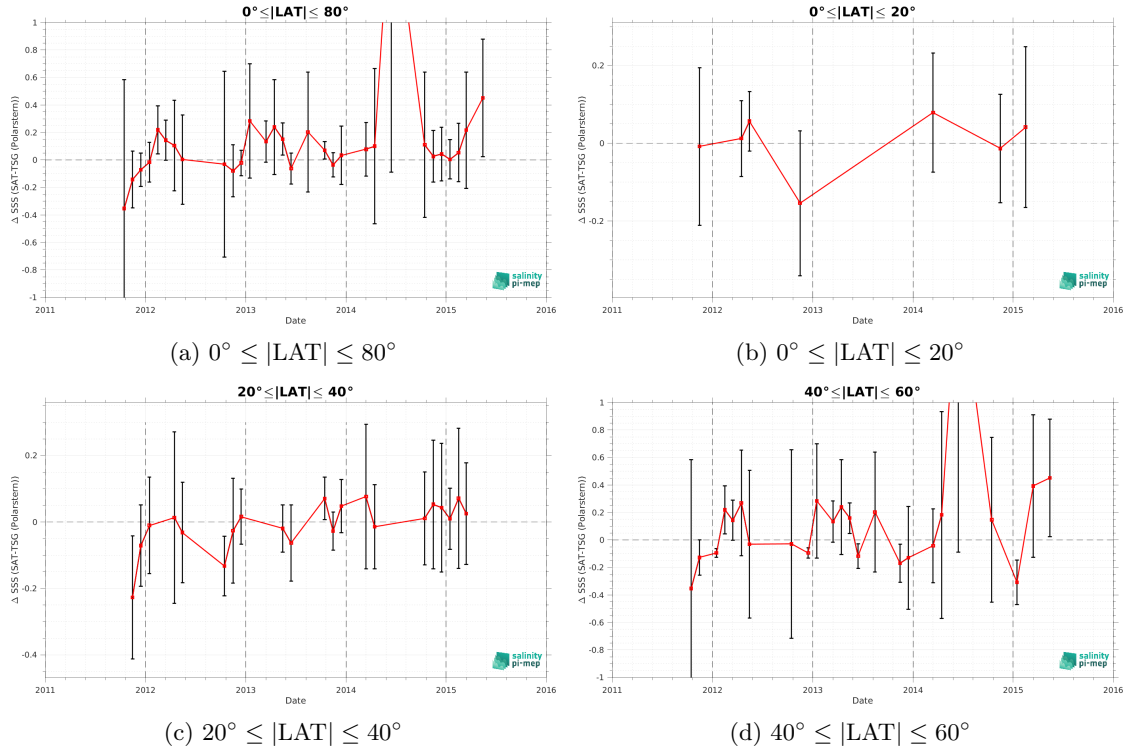 0°≤|LAT|≤ 80°
1
0.8
0.6
0.4
0.2
0
-0.2
-0.4
-0.6
-0.8
-1
Δ SSS (SAT-TSG (Polarstern))
2011 2012 2013 2014 2015 2016
Date
salinity
pi-mep
(a) 0° ≤ |LAT| ≤ 80°
0°≤|LAT|≤ 20°
0.2
0
-0.2
Δ SSS (SAT-TSG (Polarstern))
2011 2012 2013 2014 2015 2016
Date
salinity
pi-mep
(b) 0° ≤ |LAT| ≤ 20°
20°≤|LAT|≤ 40°
0.2
0
-0.2
-0.4
Δ SSS (SAT-TSG (Polarstern))
2011 2012 2013 2014 2015 2016
Date
salinity
pi-mep
(c) 20° ≤ |LAT| ≤ 40°
40°≤|LAT|≤ 60°
1
0.8
0.6
0.4
0.2
0
-0.2
-0.4
-0.6
-0.8
-1
Δ SSS (SAT-TSG (Polarstern))
2011 2012 2013 2014 2015 2016
Date
salinity
pi-mep
(d) 40° ≤ |LAT| ≤ 60°